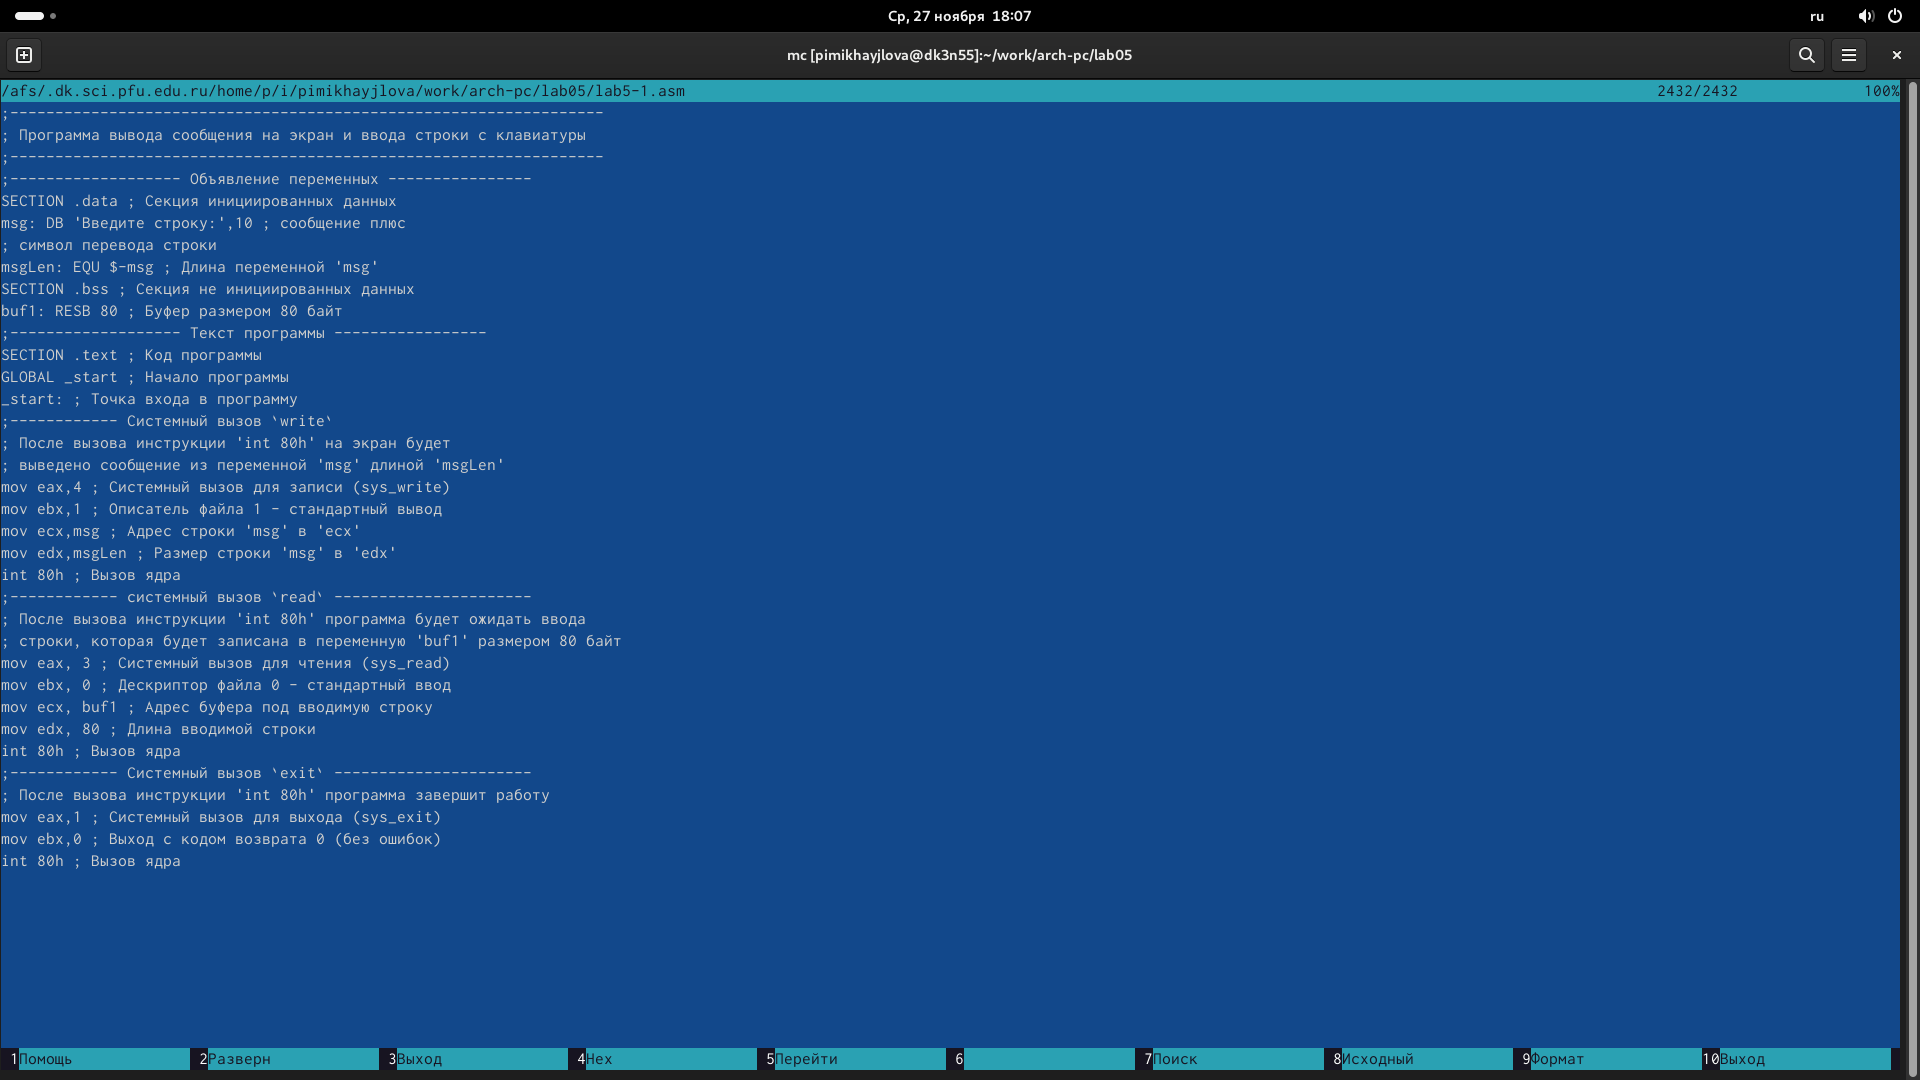 Ср, 27 ноября 18:07
ru
mc [pimikhayjlova@dk3n55]:~/work/arch-pc/lab05
/afs/.dk.sci.pfu.edu.ru/home/p/i/pimikhayjlova/work/arch-pc/lab05/lab5-1.asm 2432/2432 100%
;------------------------------------------------------------------
; Программа вывода сообщения на экран и ввода строки с клавиатуры
;------------------------------------------------------------------
;------------------- Объявление переменных ----------------
SECTION .data ; Секция инициированных данных
msg: DB 'Введите строку:',10 ; сообщение плюс
; символ перевода строки
msgLen: EQU $-msg ; Длина переменной 'msg'
SECTION .bss ; Секция не инициированных данных
buf1: RESB 80 ; Буфер размером 80 байт
;------------------- Текст программы -----------------
SECTION .text ; Код программы
GLOBAL _start ; Начало программы
_start: ; Точка входа в программу
;------------ Системный вызов `write`
; После вызова инструкции 'int 80h' на экран будет
; выведено сообщение из переменной 'msg' длиной 'msgLen'
mov eax,4 ; Системный вызов для записи (sys_write)
mov ebx,1 ; Описатель файла 1 - стандартный вывод
mov ecx,msg ; Адрес строки 'msg' в 'ecx'
mov edx,msgLen ; Размер строки 'msg' в 'edx'
int 80h ; Вызов ядра
;------------ системный вызов `read` ----------------------
; После вызова инструкции 'int 80h' программа будет ожидать ввода
; строки, которая будет записана в переменную 'buf1' размером 80 байт
mov eax, 3 ; Системный вызов для чтения (sys_read)
mov ebx, 0 ; Дескриптор файла 0 - стандартный ввод
mov ecx, buf1 ; Адрес буфера под вводимую строку
mov edx, 80 ; Длина вводимой строки
int 80h ; Вызов ядра
;------------ Системный вызов `exit` ----------------------
; После вызова инструкции 'int 80h' программа завершит работу
mov eax,1 ; Системный вызов для выхода (sys_exit)
mov ebx,0 ; Выход с кодом возврата 0 (без ошибок)
int 80h ; Вызов ядра
1Помощь 2Разверн 3Выход 4Hex 5Перейти 6 7Поиск 8Исходный 9Формат 10Выход